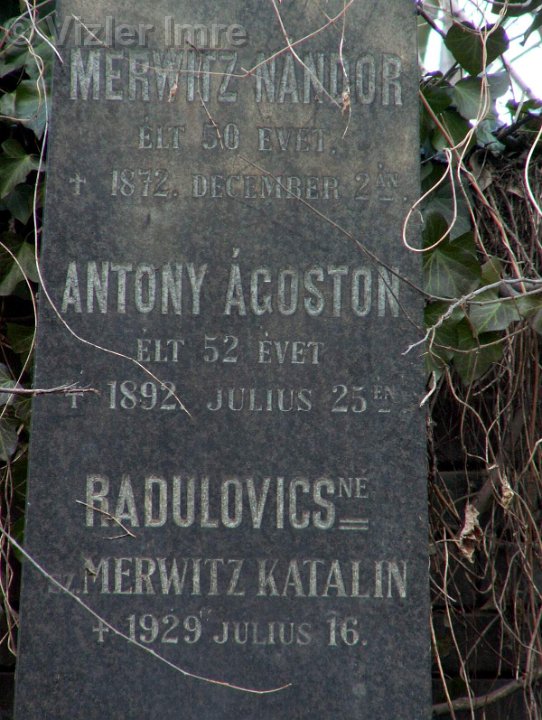 © Vizler Imre
MERWITZ NÁNDOR
ÉLT 50 ÉVET.
+ 1872. DECEMBER 2ÁN.
ANTONY ÁGOSTON
ÉLT 52 ÉVET
+ 1892. JULIUS 25ÉN
RADULOVICSNÉ
SZ. MERWITZ KATALIN
+ 1929 JULIUS 16.